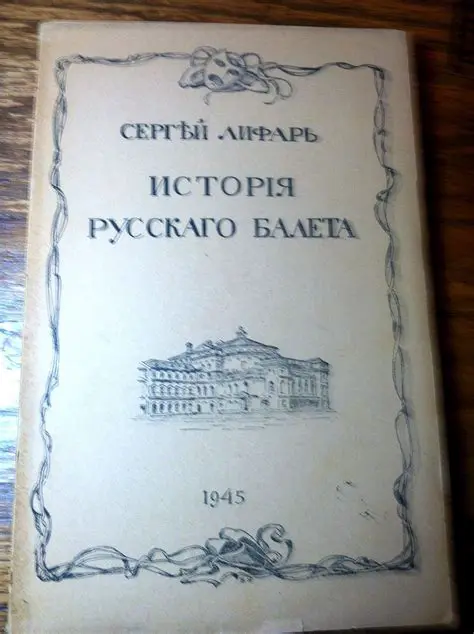 СЕРГѢЙ ЛИФАРЬ
ИСТОРІЯ
РУССКАГО БАЛЕТА
1945